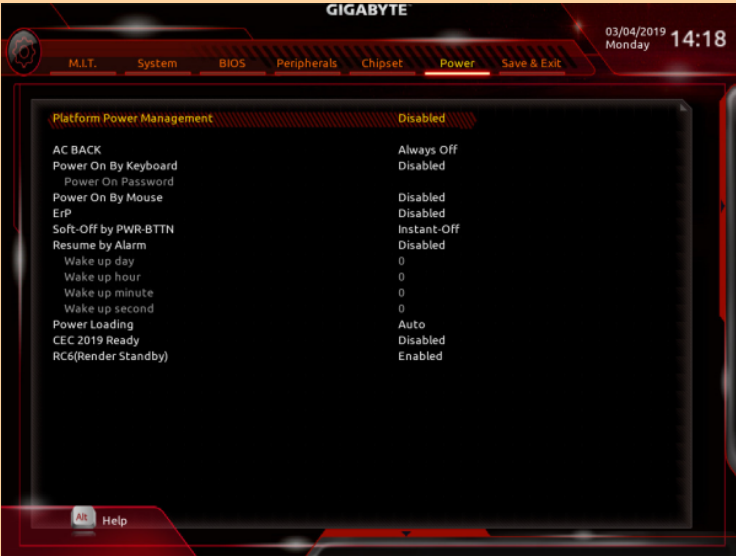 GIGABYTE
03/04/2019 14:18
Monday
M.I.T. System BIOS Peripherals Chipset Power Save & Exit
Platform Power Management Disabled
AC BACK Always Off
Power On By Keyboard Disabled
Power On Password
Power On By Mouse Disabled
ErP Disabled
Soft-Off by PWR-BTTN Instant-Off
Resume by Alarm Disabled
Wake up day 0
Wake up hour 0
Wake up minute 0
Wake up second 0
Power Loading Auto
CEC 2019 Ready Disabled
RC6(Render Standby) Enabled
Alt Help